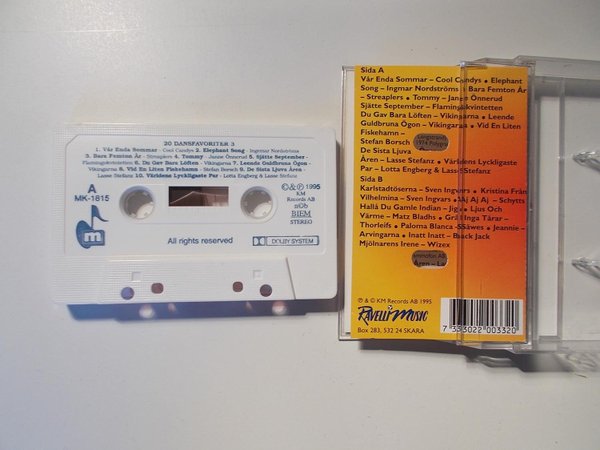 20 DANSFAVORITER 3
1. Vår Enda Sommar - Cool Candys 2. Elephant Song - Ingmar Nordströms
3. Bara Femton År - Streaplers 4. Tommy - Janne Önnerud 5. Sjätte September -
Flamingokvintetten 6. Du Gav Bara Löften - Vikingarna 7. Leende Guldbruna Ögon -
Vikingarna 8. Vid En Liten Fiskehamn - Stefan Borsch 9. De Sista Ljuva Åren -
Lasse Stefanz 10. Världens Lyckligaste Par - Lotta Engberg & Lasse Stefanz
A
MK-1815
©&℗ 1995
KM
Records AB
nCb
BIEM
STEREO
All rights reserved
DOLBY SYSTEM
m
Sida A
Vår Enda Sommar – Cool Candys • Elephant
Song – Ingmar Nordströms • Bara Femton År
– Streaplers • Tommy – Janne Önnerud •
Sjätte September – Flamingokvintetten •
Du Gav Bara Löften – Vikingarna • Leende
Guldbruna Ögon – Vikingarna • Vid En Liten
Fiskehamn –
Stefan Borsch
De Sista Ljuva
Åren – Lasse Stefanz • Världens Lyckligaste
Par – Lotta Engberg & Lasse Stefanz
Sida B
Karlstadtöserna – Sven Ingvars • Kristina Från
Vilhelmina – Sven Ingvars • Aj Aj Aj – Schytts
Hallå Du Gamle Indian – Jigs • Ljus Och
Värme – Matz Bladhs • Gråt Inga Tårar –
Thorleifs • Paloma Blanca – Säwes • Jeannie –
Arvingarna • Inatt Inatt – Black Jack
Mjölnarens Irene – Wizex
℗ & © KM Records AB 1995
RAVELLI MUSIC
Box 283, 532 24 SKARA
7 333022 003320